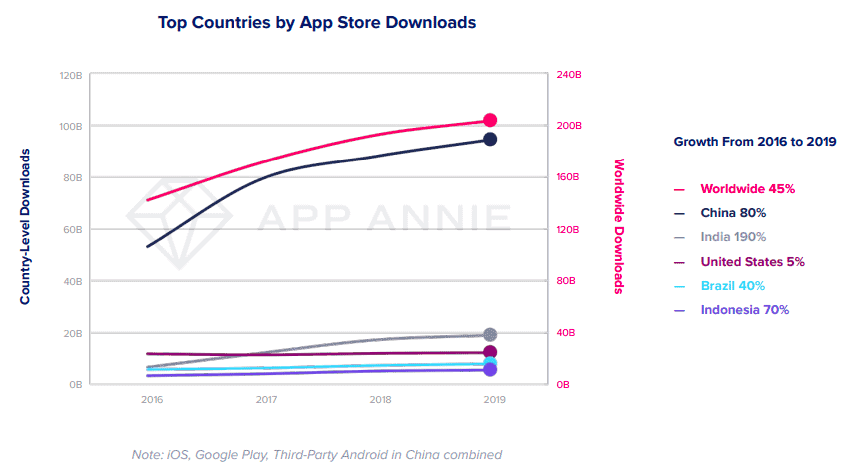 Top Countries by App Store Downloads
Country-Level Downloads
120B
100B
80B
60B
40B
20B
0B
APP ANNIE
240B
200B
160B
120B
80B
40B
0B
Worldwide Downloads
2016
2017
2018
2019
Growth From 2016 to 2019
Worldwide 45%
China 80%
India 190%
United States 5%
Brazil 40%
Indonesia 70%
Note: iOS, Google Play, Third-Party Android in China combined